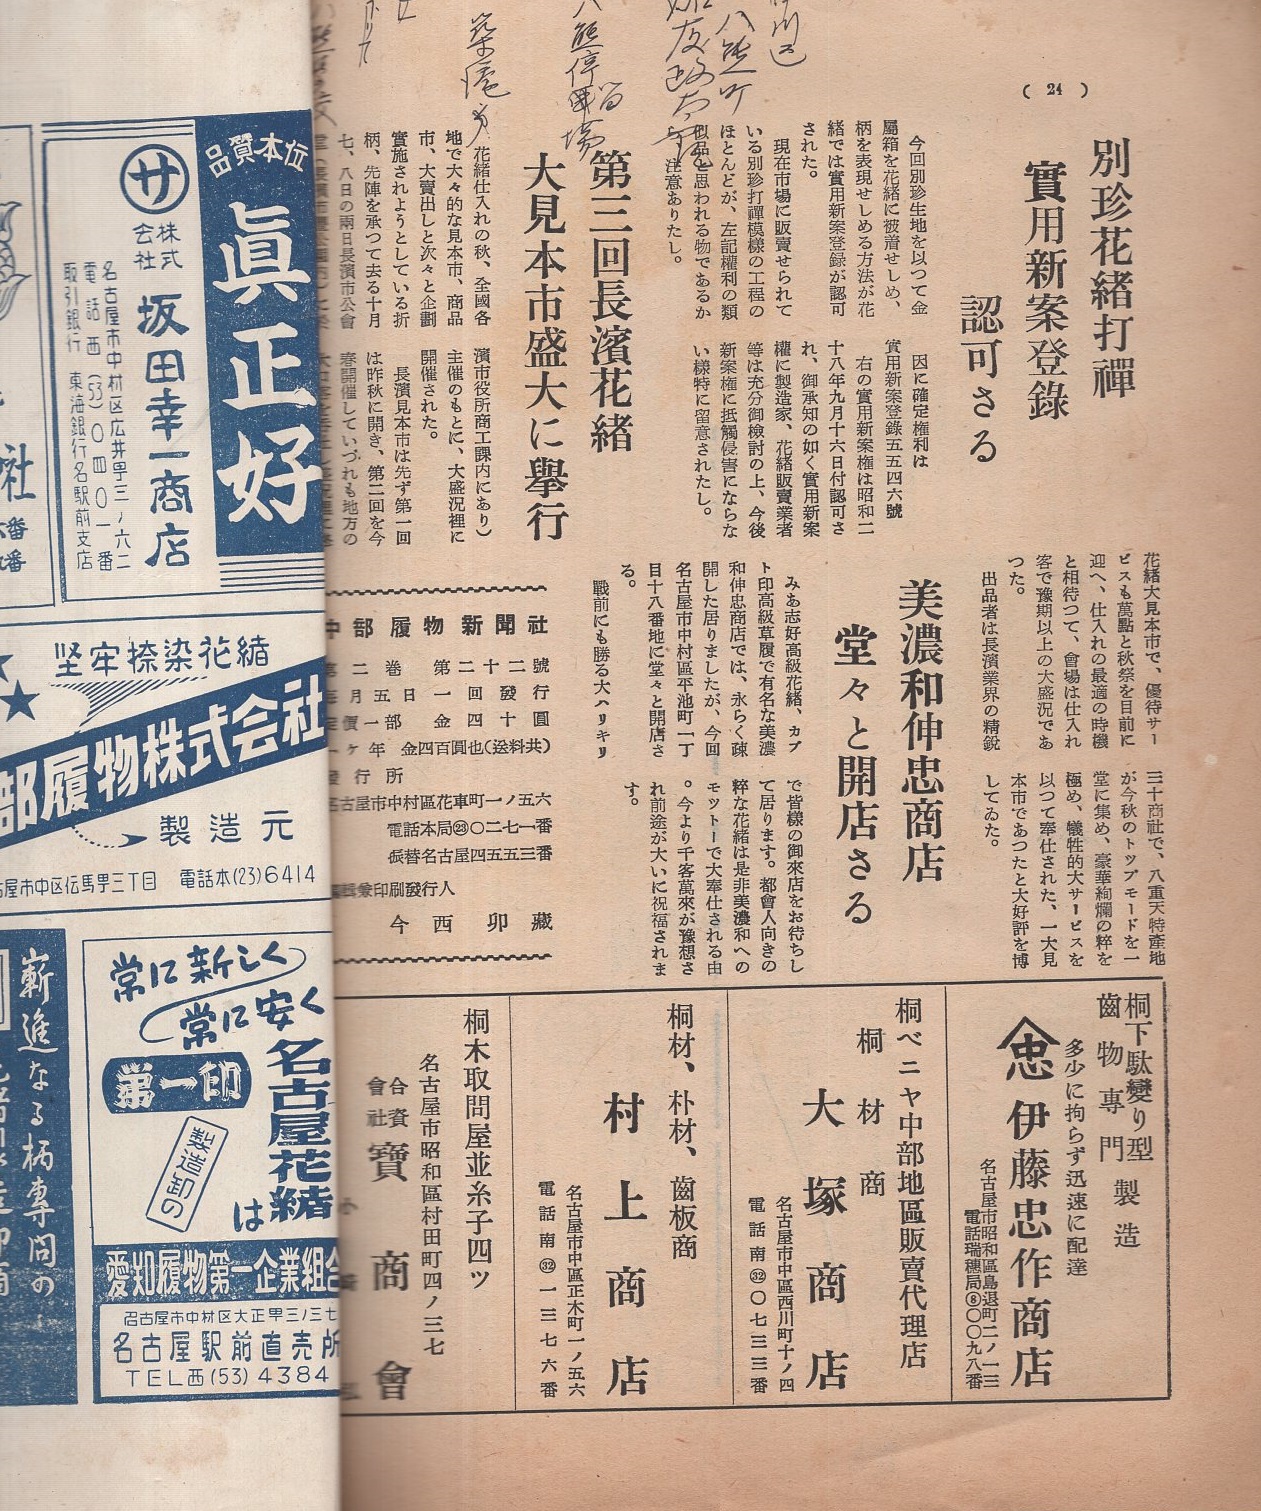 ( 24 )
別珍花緒打禪
實用新案登錄
認可さる
今回別珍生地を以つて金
屬箱を花緒に被着せしめ、
柄を表現せしめる方法が花
緒では實用新案登録が認可
された。
現在市場に販賣せられて
いる別珍打禪模樣の工程の
ほとんどが、左記權利の類
似品と思われる物であるか
注意ありたし。
因に確定權利は
實用新案登錄五五四六號
右の實用新案權は昭和二
十八年九月十六日付認可さ
れ、御承知の如く實用新案
權に製造家、花緒販賣業者
等は充分御檢討の上、今後
新案權に抵觸侵害にならな
い樣特に留意されたし。
第三回長濱花緒
大見本市盛大に擧行
花緒仕入れの秋、全國各
地で大々的な見本市、商品
市、大賣出しと次々と企劃
實施されようとしている折
柄、先陣を承つて去る十月
七、八日の兩日長濱市公會
濱市役所商工課内にあり)
主催のもとに、大盛況裡に
開催された。
長濱見本市は先ず第一回
は昨秋に開き、第二回を今
春開催していづれも地方の
花緒大見本市で、優待サー
ビスも萬點と秋祭を目前に
迎へ、仕入れの最適の時機
と相待つて、會場は仕入れ
客で豫期以上の大盛況であ
つた。
出品者は長濱業界の精銳
三十商社で、八重天特産地
が今秋のトツプモードを一
堂に集め、豪華絢爛の粹を
極め、犠牲的大サービスを
以つて奉仕された、一大見
本市であつたと大好評を博
してゐた。
美濃和伸忠商店
堂々と開店さる
みあ志好高級花緒、カブ
ト印高級草履で有名な美濃
和伸忠商店では、永らく疎
開した居りましたが、今回
名古屋市中村區平池町一丁
目十八番地に堂々と開店さ
る。
戰前にも勝る大ハリキリ
で皆樣の御來店をお待ちし
て居ります。都會人向きの
粹な花緒は是非美濃和への
モツトーで大奉仕される由
。今より千客萬來が豫想さ
れ前途が大いに祝福されま
す。
中部履物新聞社
第二卷 第二十二號
每月五日一回發行
定價一部 金四十圓
一ヶ年 金四百圓也(送料共)
發行所
名古屋市中村區花車町一ノ五六
電話本局㉓〇二七一番
振替名古屋四五五三番
編輯兼印刷發行人
今西卯藏
桐下駄變り型
齒物專門 製造
多少に拘らず迅速に配達
忠 伊藤忠作商店
名古屋市昭和區島退町二ノ一三
電話瑞穗局⑧〇〇九八番
桐ベニヤ中部地區販賣代理店
桐材商
大塚商店
名古屋市中區西川町十ノ四
電話南㉜〇七三三番
桐材、朴材、齒板商
村上商店
名古屋市中區正木町一ノ五六
電話南㉜一三七六番
桐木取問屋並糸子四ツ
名古屋市昭和區村田町四ノ三七
合資會社 寶商會
品質本位
眞正好
サ
株式会社 坂田幸一商店
名古屋市中村区広井町三ノ六二
電話西(53)〇四〇一番
取引銀行 東海銀行名駅前支店
堅牢捺染花緒
部履物株式会社
製造元
名古屋市中区伝馬町三丁目 電話本(23)6414
常に新しく
常に安く
第一印
製造卸の
名古屋花緒は
愛知履物第一企業組合
名古屋市中村区大正町三ノ三七
名古屋駅前直売所
TEL西(53)4384
嶄進なる柄専問の